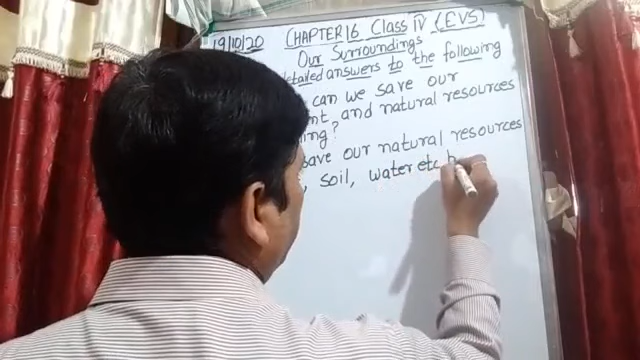 19/10/20 CHAPTER 16 Class IV (EVS)
Our Surroundings
detailed answers to the following
can we save our
and natural resources
save our natural resources
, soil, water etc